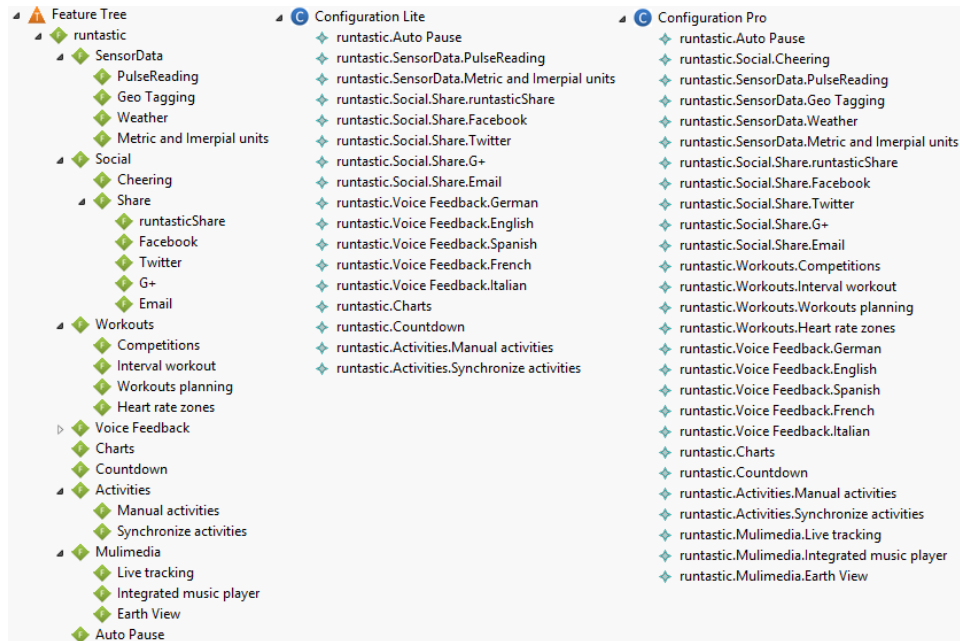 Feature Tree
runtastic
SensorData
PulseReading
Geo Tagging
Weather
Metric and Imerpial units
Social
Cheering
Share
runtasticShare
Facebook
Twitter
G+
Email
Workouts
Competitions
Interval workout
Workouts planning
Heart rate zones
Voice Feedback
Charts
Countdown
Activities
Manual activities
Synchronize activities
Mulimedia
Live tracking
Integrated music player
Earth View
Auto Pause
Configuration Lite
runtastic.Auto Pause
runtastic.SensorData.PulseReading
runtastic.SensorData.Metric and Imerpial units
runtastic.Social.Share.runtasticShare
runtastic.Social.Share.Facebook
runtastic.Social.Share.Twitter
runtastic.Social.Share.G+
runtastic.Social.Share.Email
runtastic.Voice Feedback.German
runtastic.Voice Feedback.English
runtastic.Voice Feedback.Spanish
runtastic.Voice Feedback.French
runtastic.Voice Feedback.Italian
runtastic.Charts
runtastic.Countdown
runtastic.Activities.Manual activities
runtastic.Activities.Synchronize activities
Configuration Pro
runtastic.Auto Pause
runtastic.Social.Cheering
runtastic.SensorData.PulseReading
runtastic.SensorData.Geo Tagging
runtastic.SensorData.Weather
runtastic.SensorData.Metric and Imerpial units
runtastic.Social.Share.runtasticShare
runtastic.Social.Share.Facebook
runtastic.Social.Share.Twitter
runtastic.Social.Share.G+
runtastic.Social.Share.Email
runtastic.Workouts.Competitions
runtastic.Workouts.Interval workout
runtastic.Workouts.Workouts planning
runtastic.Workouts.Heart rate zones
runtastic.Voice Feedback.German
runtastic.Voice Feedback.English
runtastic.Voice Feedback.Spanish
runtastic.Voice Feedback.French
runtastic.Voice Feedback.Italian
runtastic.Charts
runtastic.Countdown
runtastic.Activities.Manual activities
runtastic.Activities.Synchronize activities
runtastic.Mulimedia.Live tracking
runtastic.Mulimedia.Integrated music player
runtastic.Mulimedia.Earth View